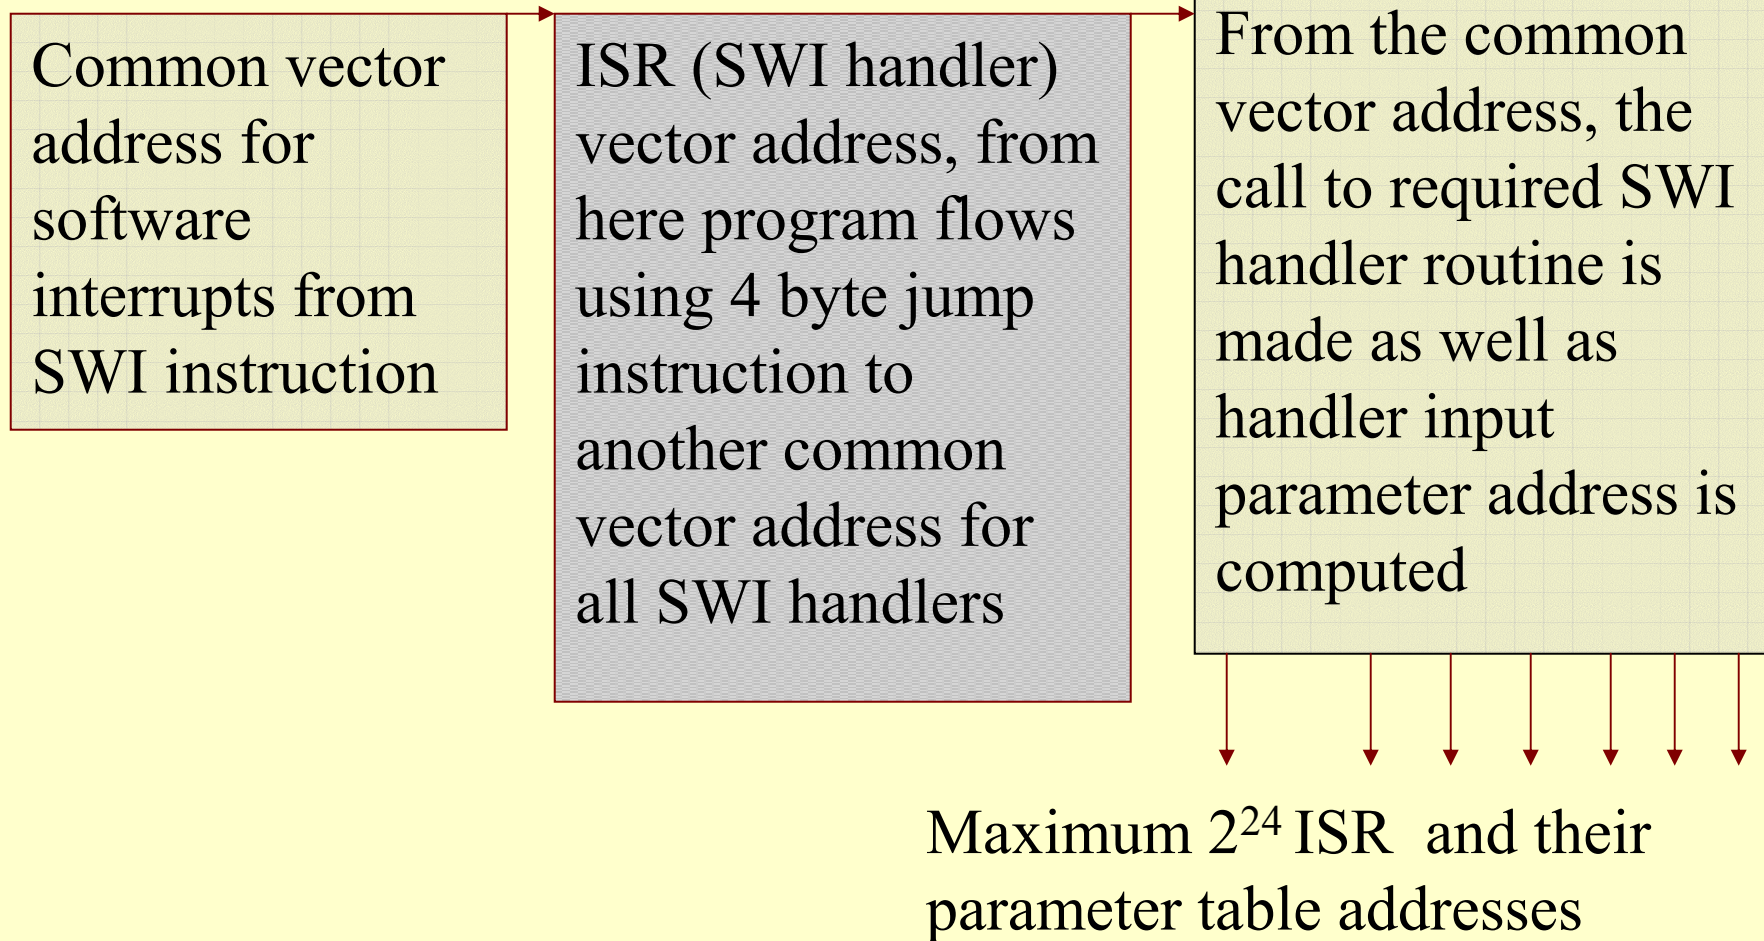 Common vector
address for
software
interrupts from
SWI instruction
ISR (SWI handler)
vector address, from
here program flows
using 4 byte jump
instruction to
another common
vector address for
all SWI handlers
From the common
vector address, the
call to required SWI
handler routine is
made as well as
handler input
parameter address is
computed
Maximum 2²⁴ ISR and their
parameter table addresses